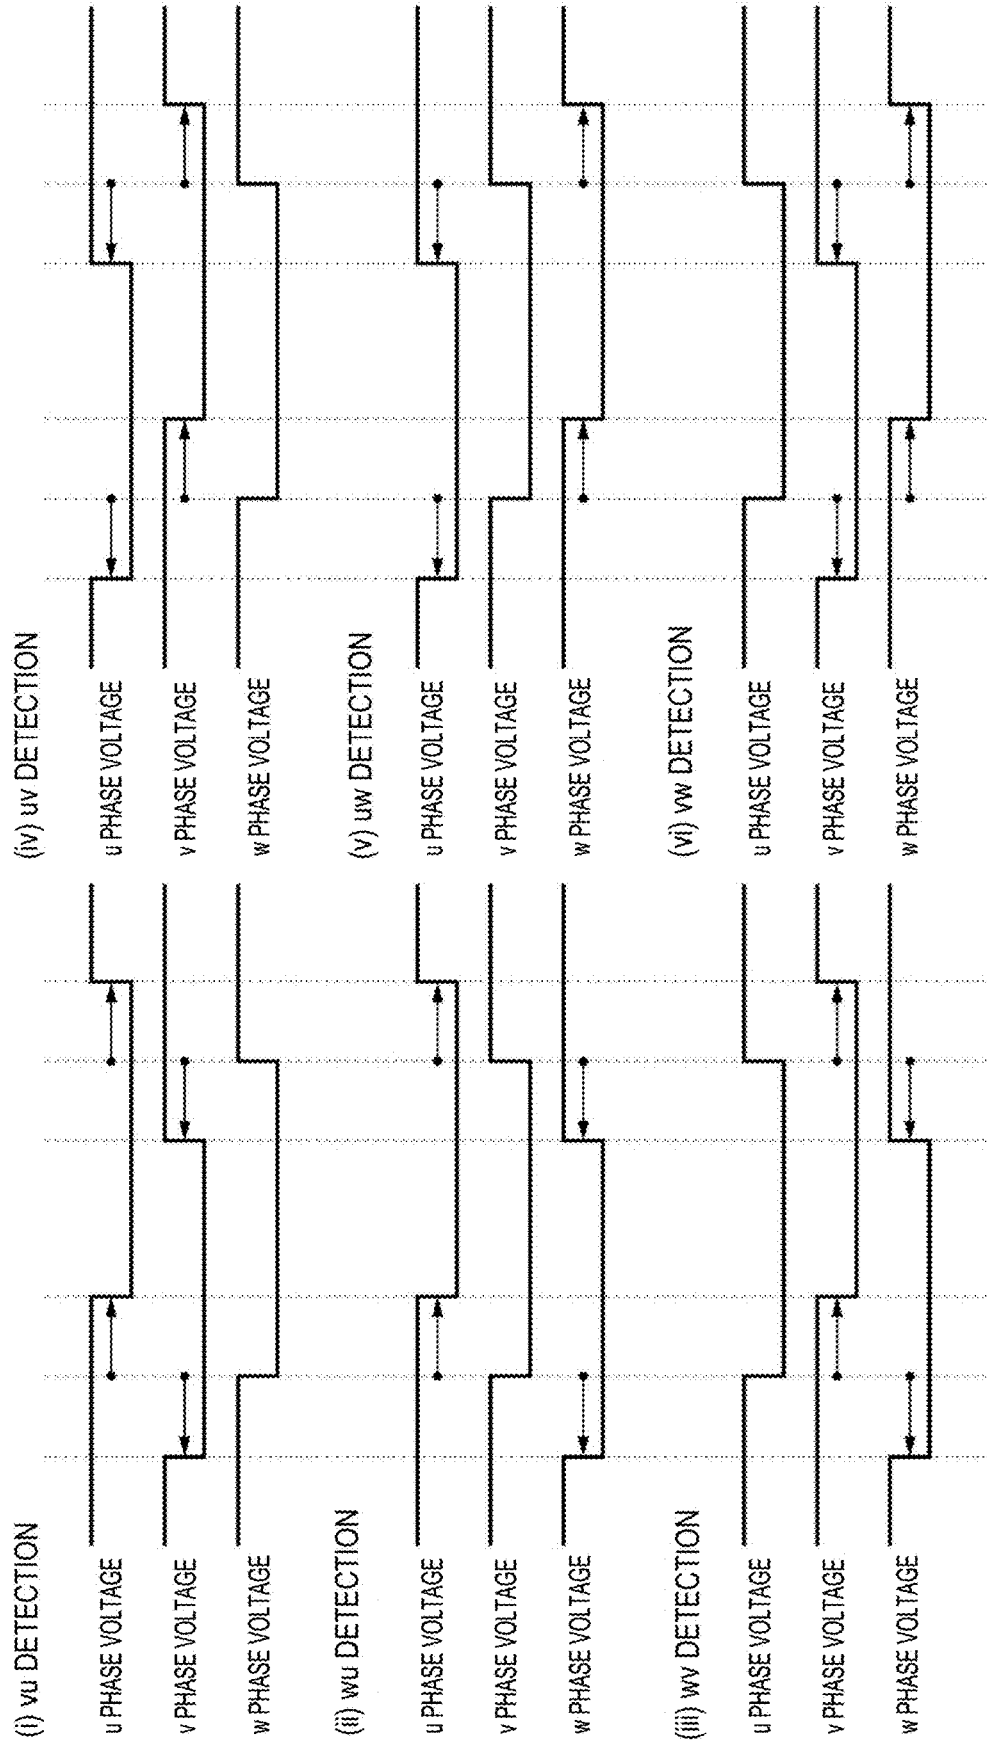 (i) vu DETECTION
u PHASE VOLTAGE
v PHASE VOLTAGE
w PHASE VOLTAGE
(ii) wu DETECTION
u PHASE VOLTAGE
v PHASE VOLTAGE
w PHASE VOLTAGE
(iii) wv DETECTION
u PHASE VOLTAGE
v PHASE VOLTAGE
w PHASE VOLTAGE
(iv) uv DETECTION
u PHASE VOLTAGE
v PHASE VOLTAGE
w PHASE VOLTAGE
(v) uw DETECTION
u PHASE VOLTAGE
v PHASE VOLTAGE
w PHASE VOLTAGE
(vi) vw DETECTION
u PHASE VOLTAGE
v PHASE VOLTAGE
w PHASE VOLTAGE